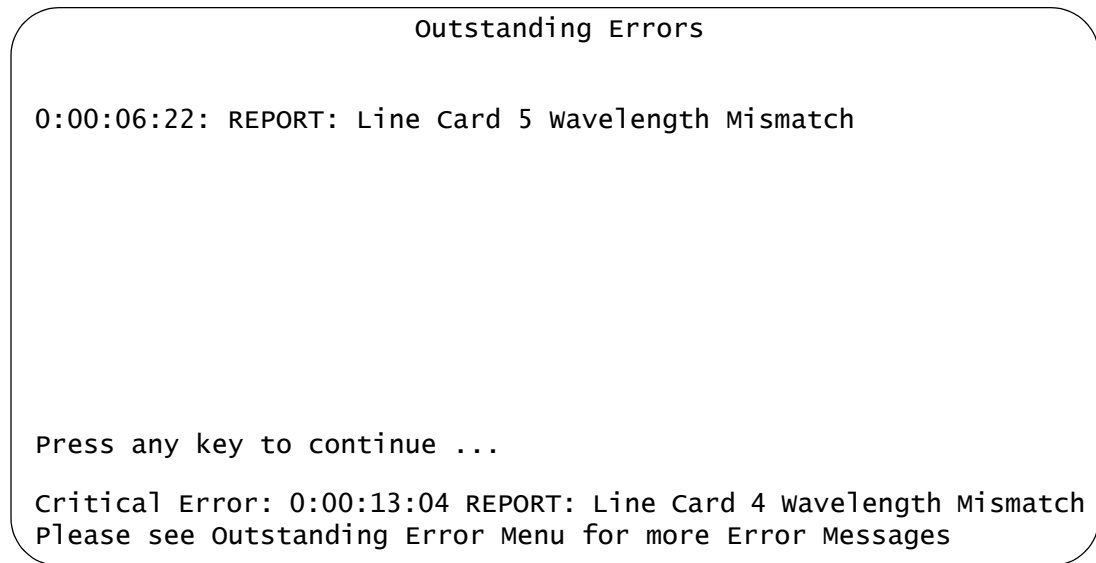 Outstanding Errors
0:00:06:22: REPORT: Line Card 5 Wavelength Mismatch
Press any key to continue ...
Critical Error: 0:00:13:04 REPORT: Line Card 4 Wavelength Mismatch
Please see Outstanding Error Menu for more Error Messages